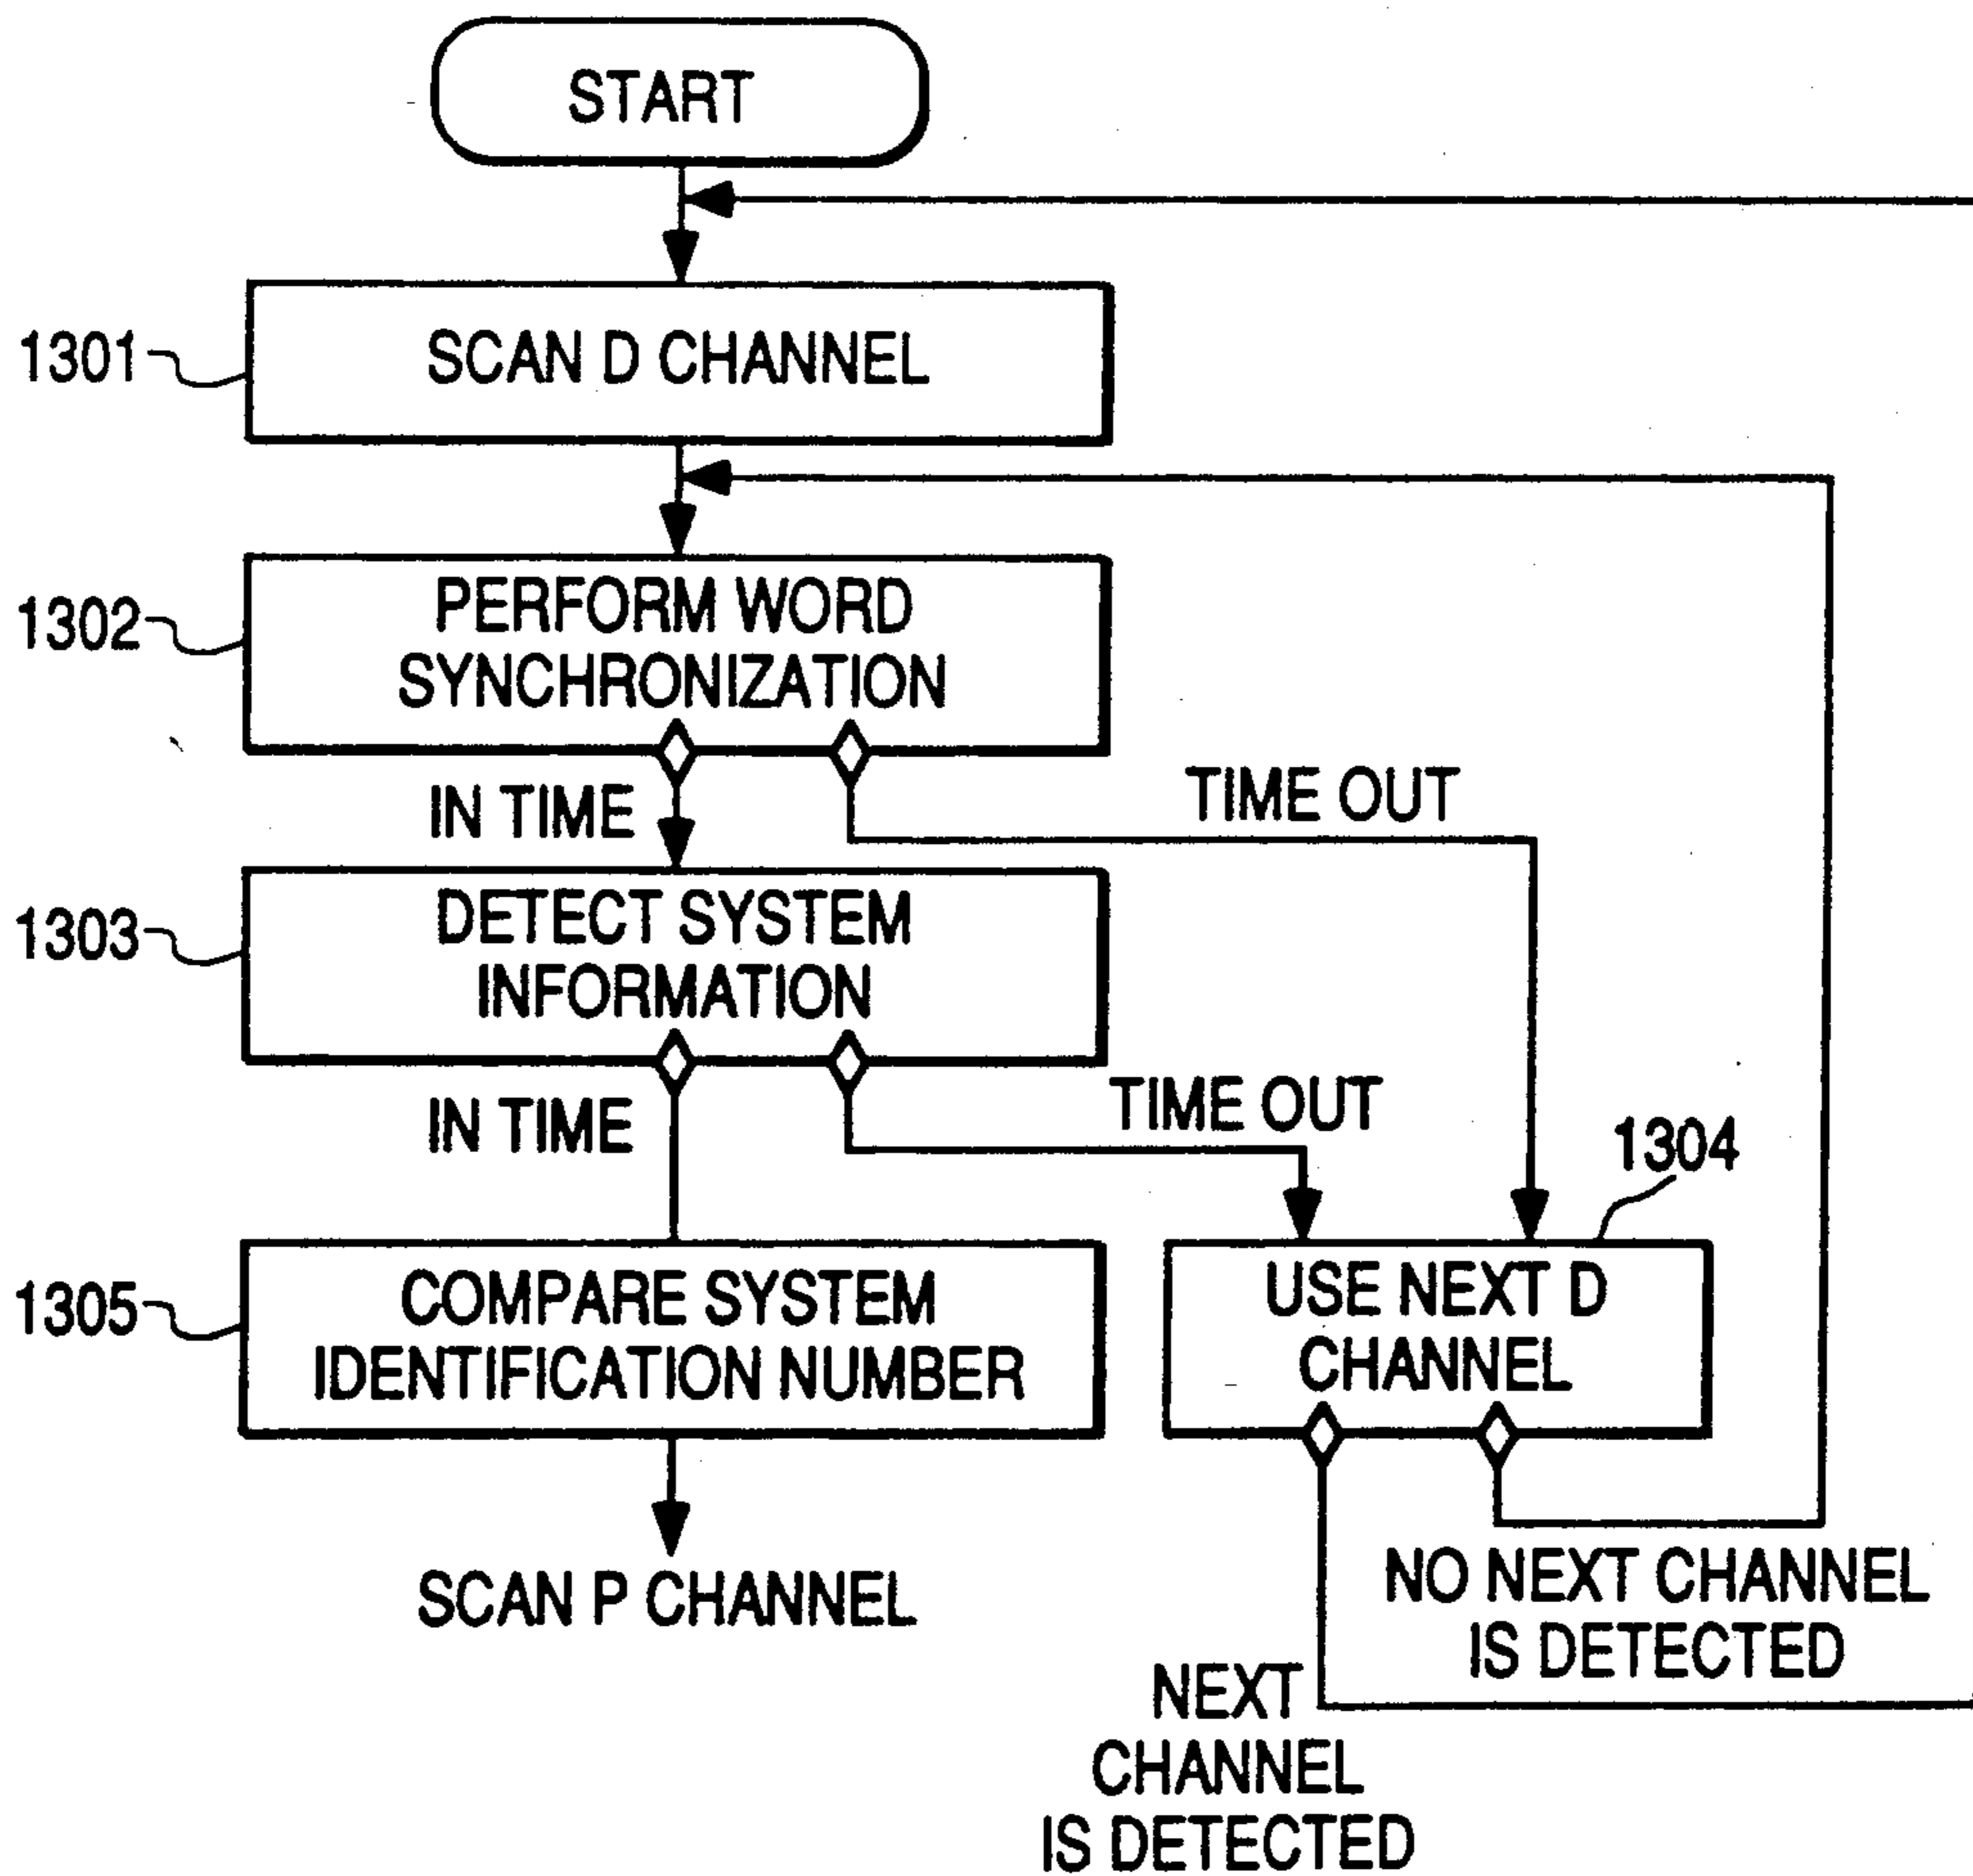 START
1301
SCAN D CHANNEL
1302
PERFORM WORD
SYNCHRONIZATION
IN TIME
TIME OUT
1303
DETECT SYSTEM
INFORMATION
IN TIME
TIME OUT
1304
1305
COMPARE SYSTEM
IDENTIFICATION NUMBER
USE NEXT D
CHANNEL
SCAN P CHANNEL
NO NEXT CHANNEL
IS DETECTED
NEXT
CHANNEL
IS DETECTED